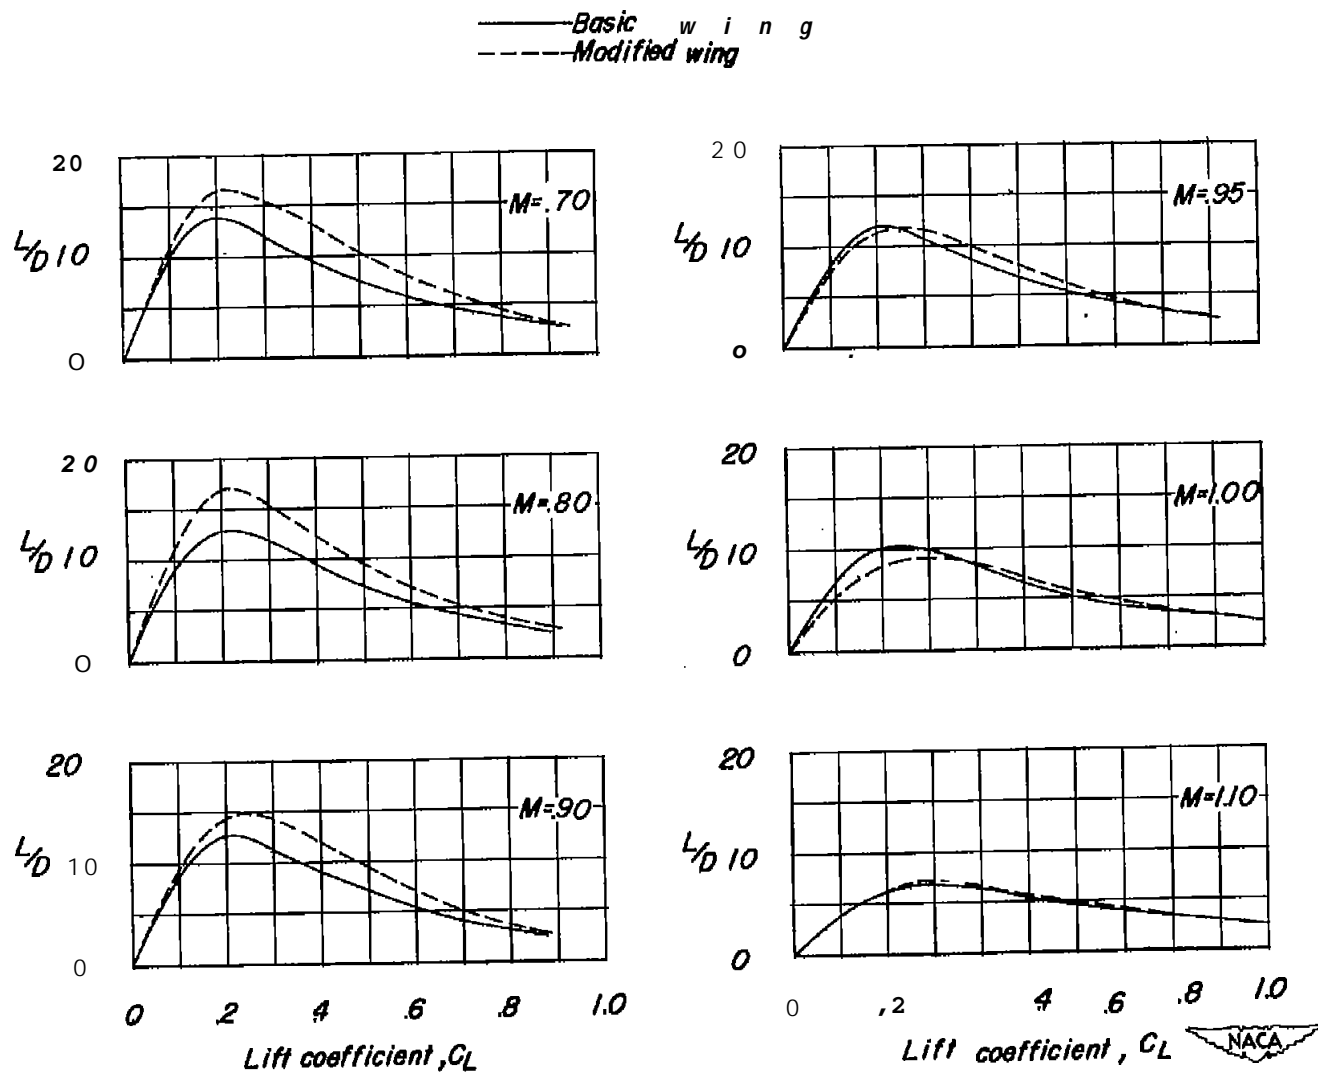 Basic wing
Modified wing
20
L/D 10
0
M=.70
20
L/D 10
0
M=.95
20
L/D 10
0
M=.80
20
L/D 10
0
M=1.00
20
L/D 10
0
M=.90
0 .2 .4 .6 .8 1.0
Lift coefficient, CL
20
L/D 10
0
M=1.10
0 .2 .4 .6 .8 1.0
Lift coefficient, CL
NACA